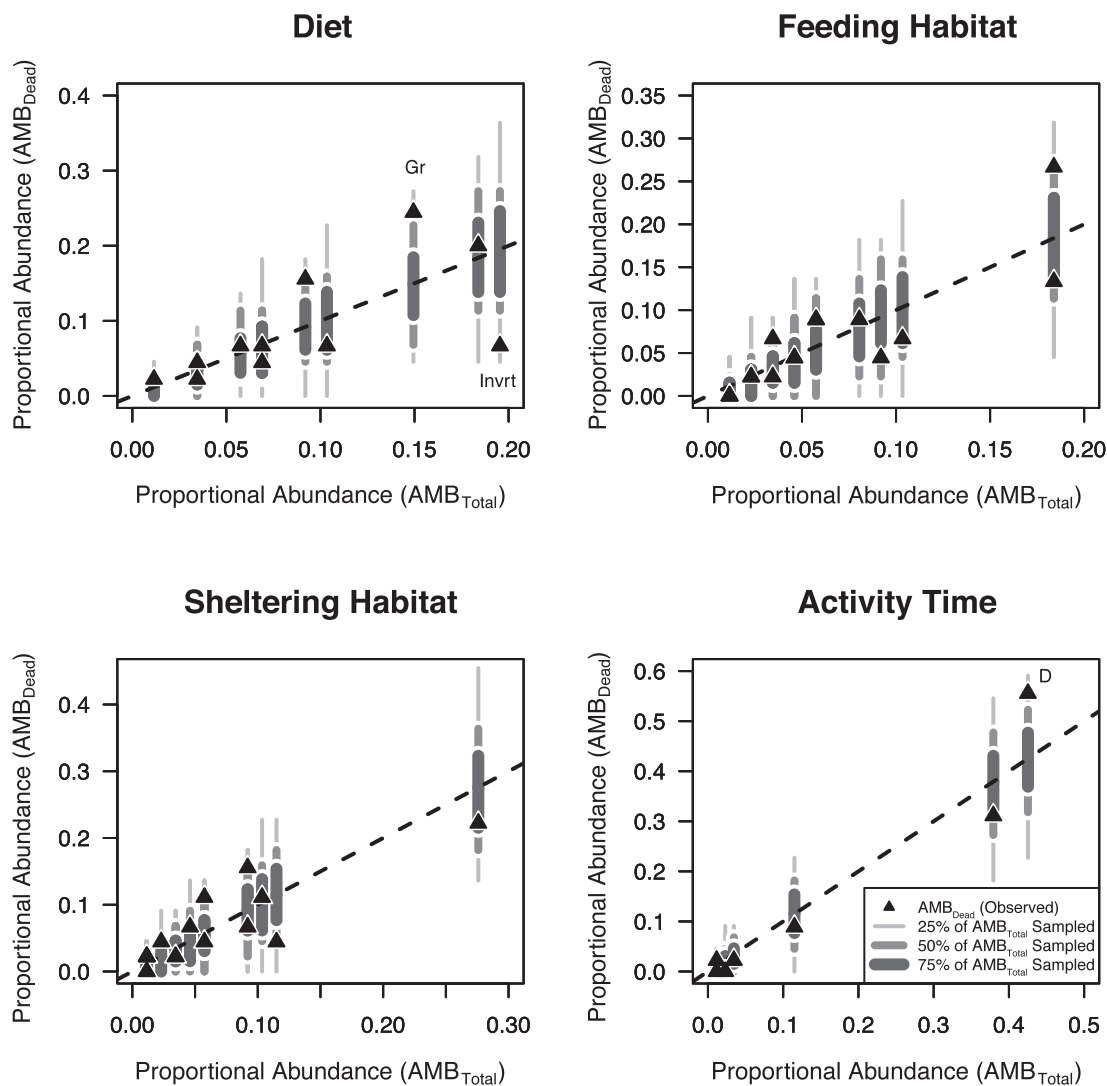 Diet
Proportional Abundance (AMBDead)
0.4
0.3
0.2
0.1
0.0
Gr
Invrt
0.00 0.05 0.10 0.15 0.20
Proportional Abundance (AMBTotal)
Feeding Habitat
Proportional Abundance (AMBDead)
0.35
0.30
0.25
0.20
0.15
0.10
0.05
0.00
0.00 0.05 0.10 0.15 0.20
Proportional Abundance (AMBTotal)
Sheltering Habitat
Proportional Abundance (AMBDead)
0.4
0.3
0.2
0.1
0.0
0.00 0.10 0.20 0.30
Proportional Abundance (AMBTotal)
Activity Time
Proportional Abundance (AMBDead)
0.6
0.5
0.4
0.3
0.2
0.1
0.0
D
AMBDead (Observed)
25% of AMBTotal Sampled
50% of AMBTotal Sampled
75% of AMBTotal Sampled
0.0 0.1 0.2 0.3 0.4 0.5
Proportional Abundance (AMBTotal)